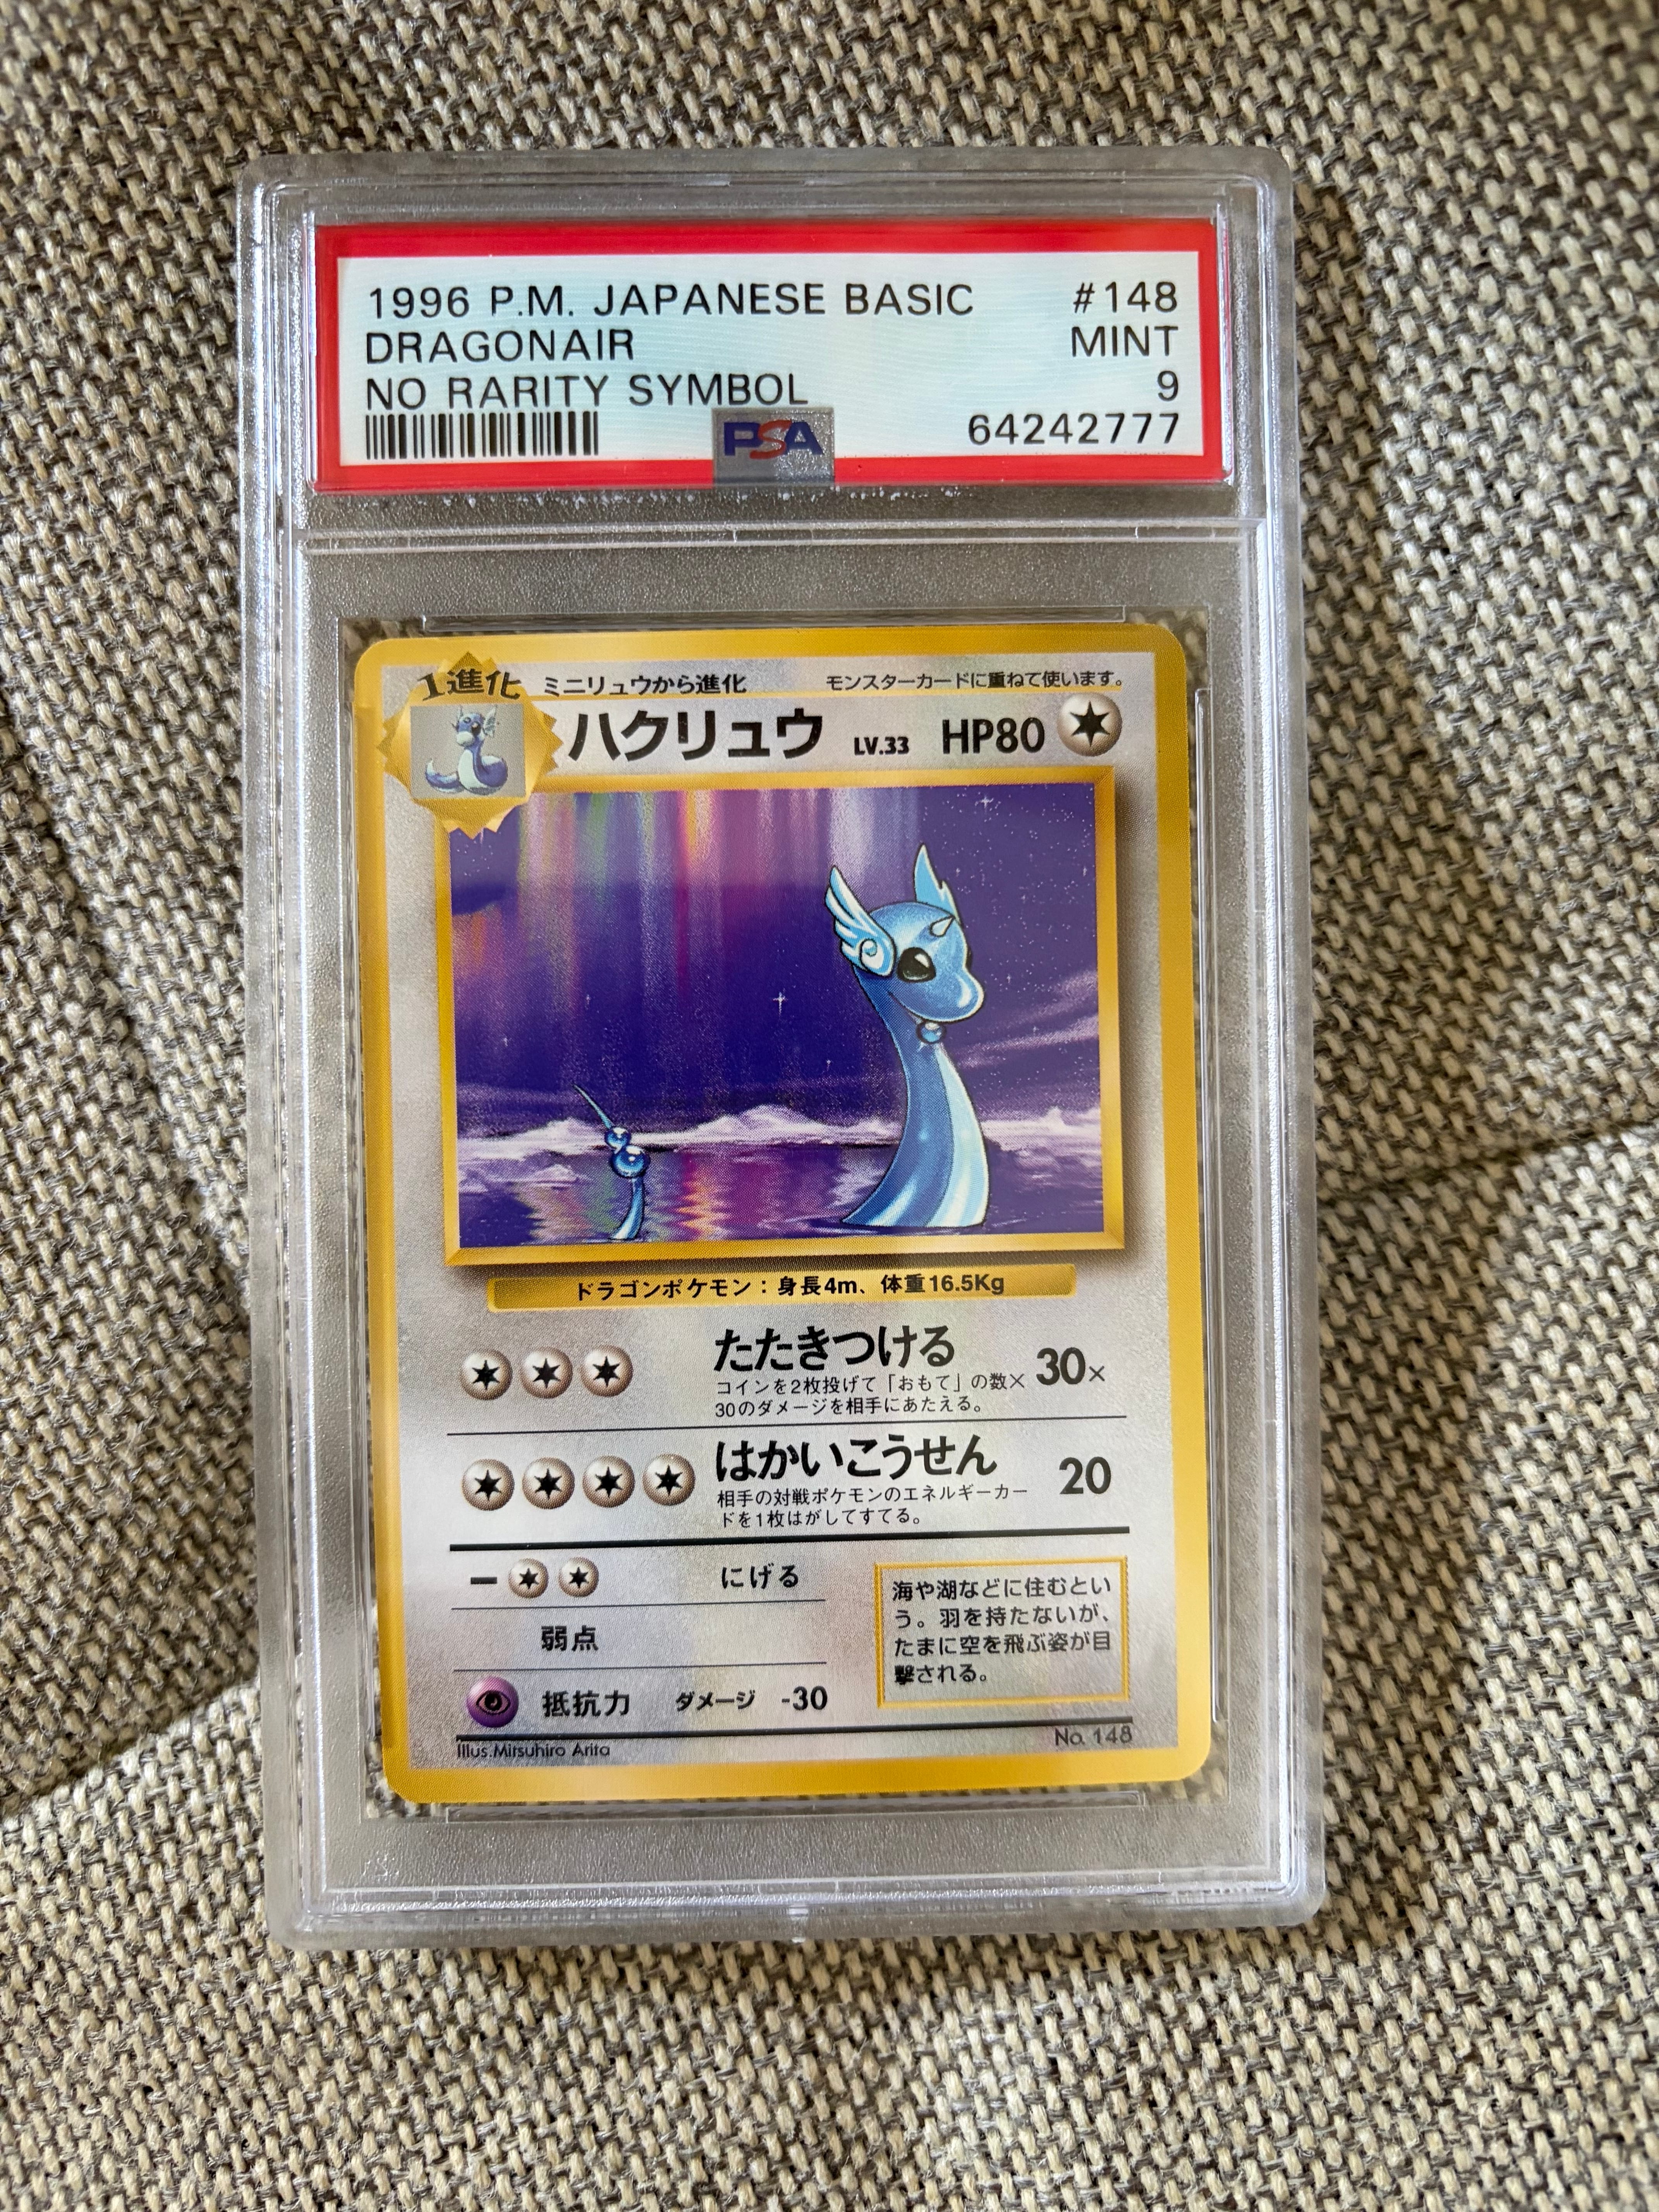 1996 P.M. JAPANESE BASIC #148
DRAGONAIR MINT
NO RARITY SYMBOL 9
PSA 64242777
1進化 ミニリュウから進化 モンスターカードに重ねて使います。
ハクリュウ LV.33 HP80
ドラゴンポケモン：身長4m、体重16.5Kg
たたきつける 30×
コインを2枚投げて「おもて」の数×
30のダメージを相手にあたえる。
はかいこうせん 20
相手の対戦ポケモンのエネルギーカー
ドを1枚はがしてすてる。
にげる
弱点
抵抗力 ダメージ -30
海や湖などに住むとい
う。羽を持たないが、
たまに空を飛ぶ姿が目
撃される。
Illus.Mitsuhiro Arita No. 148